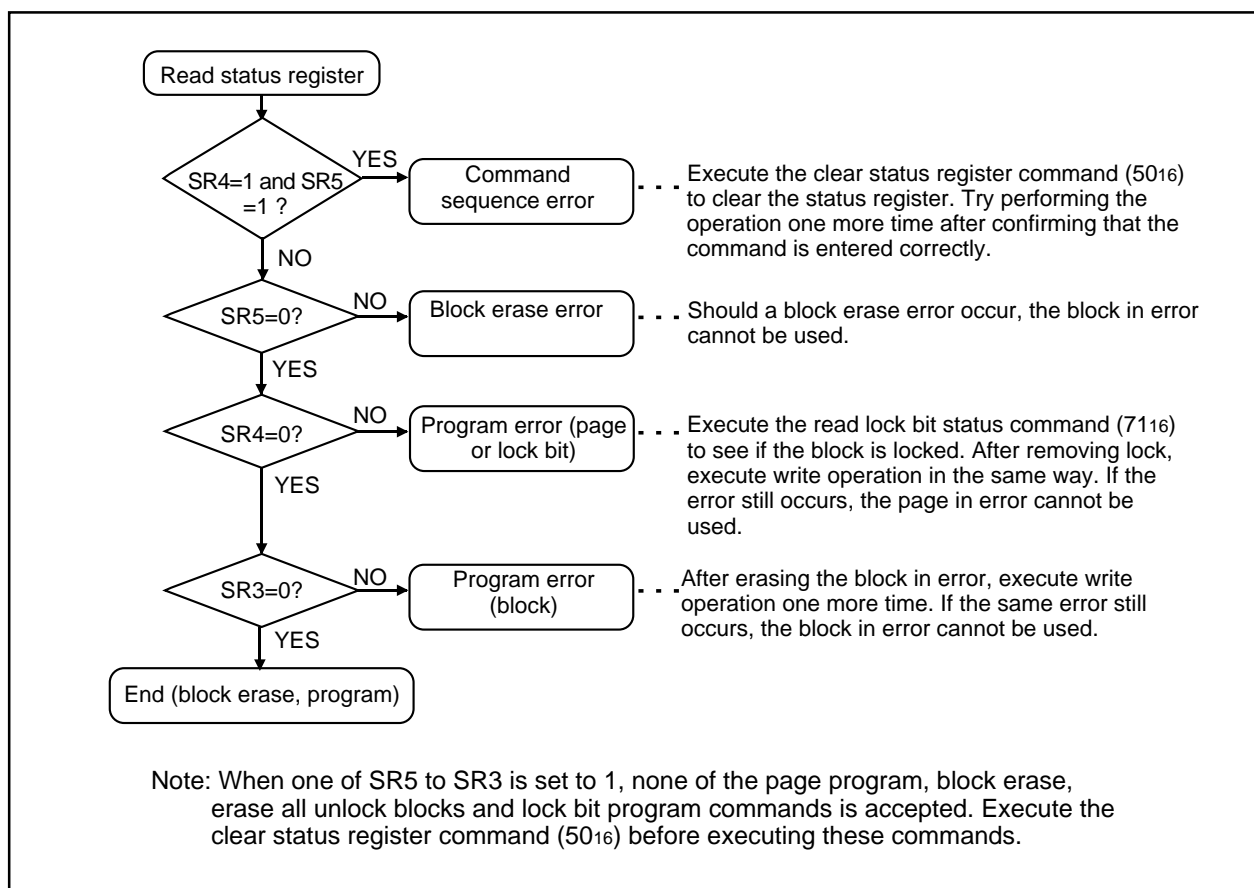 Read status register
SR4=1 and SR5
=1 ?
YES
Command
sequence error
Execute the clear status register command (5016)
to clear the status register. Try performing the
operation one more time after confirming that the
command is entered correctly.
NO
SR5=0?
NO
Block erase error
Should a block erase error occur, the block in error
cannot be used.
YES
SR4=0?
NO
Program error (page
or lock bit)
Execute the read lock bit status command (7116)
to see if the block is locked. After removing lock,
execute write operation in the same way. If the
error still occurs, the page in error cannot be
used.
YES
SR3=0?
NO
Program error
(block)
After erasing the block in error, execute write
operation one more time. If the same error still
occurs, the block in error cannot be used.
YES
End (block erase, program)
Note: When one of SR5 to SR3 is set to 1, none of the page program, block erase,
erase all unlock blocks and lock bit program commands is accepted. Execute the
clear status register command (5016) before executing these commands.